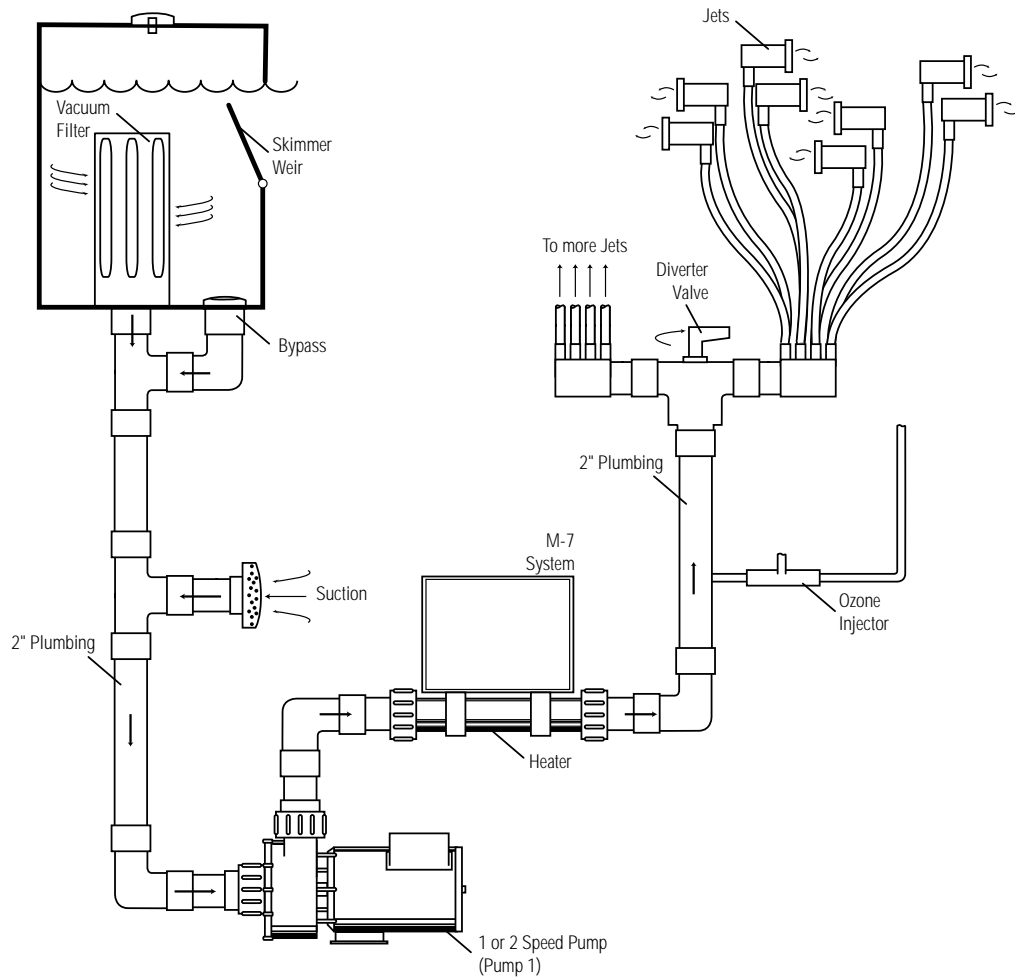 Jets
Vacuum
Filter
Skimmer
Weir
To more Jets
Diverter
Valve
Bypass
2" Plumbing
M-7
System
Suction
Ozone
Injector
2" Plumbing
Heater
1 or 2 Speed Pump
(Pump 1)